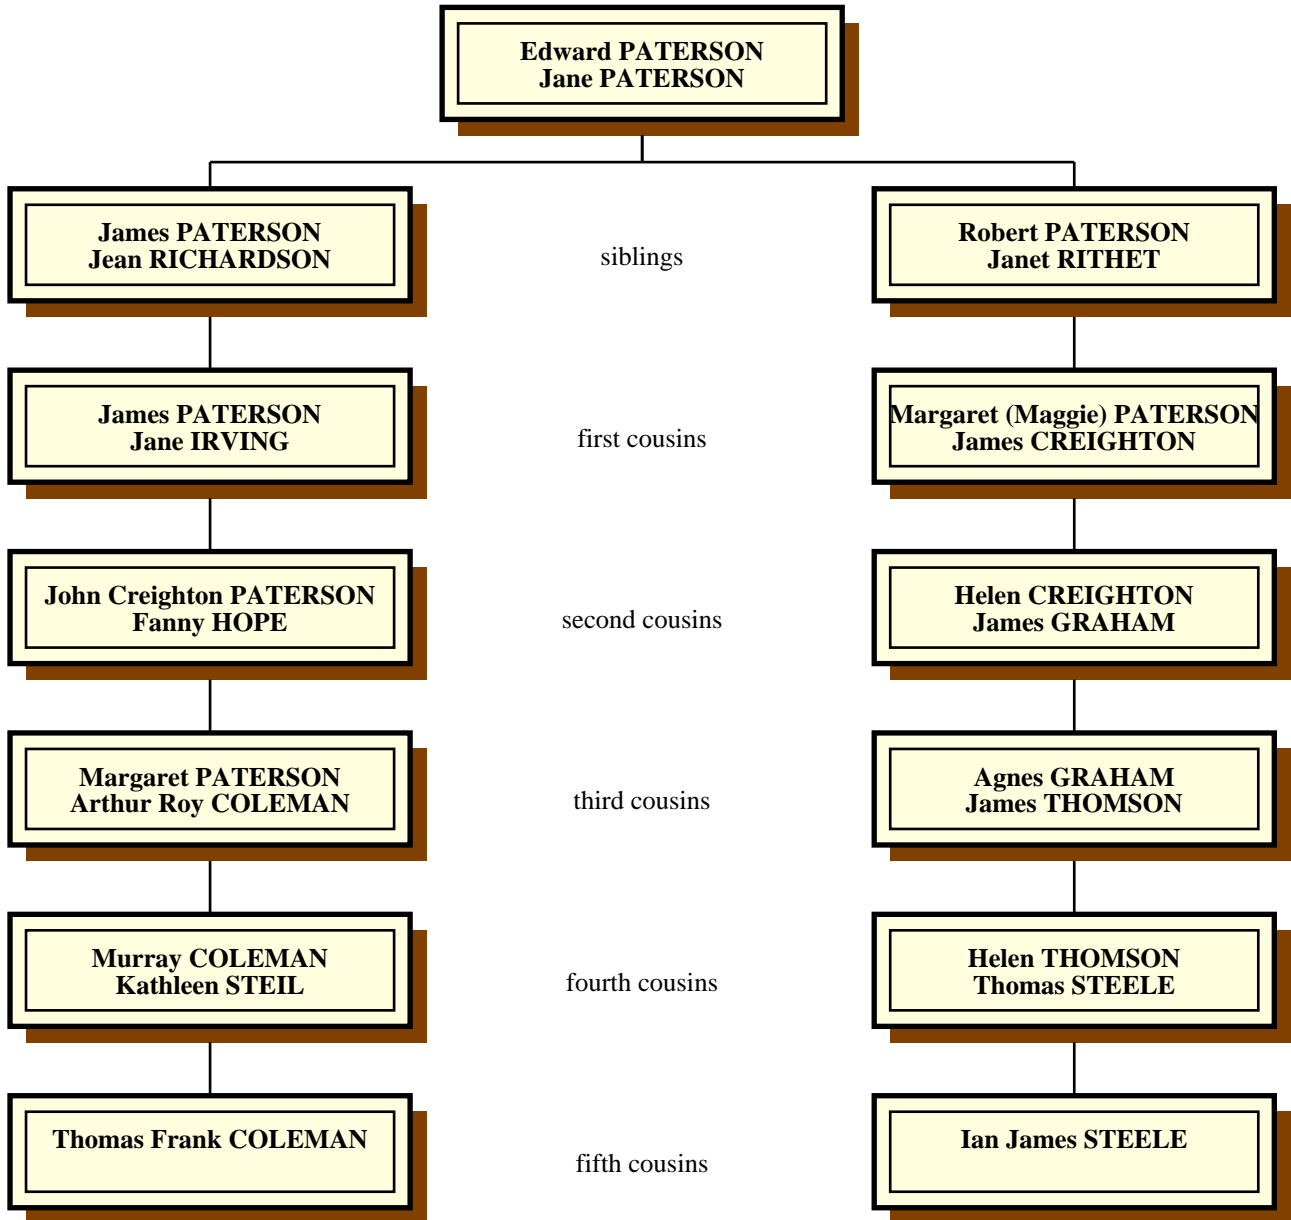 Edward PATERSON
Jane PATERSON
James PATERSON
Jean RICHARDSON
siblings
Robert PATERSON
Janet RITHET
James PATERSON
Jane IRVING
first cousins
Margaret (Maggie) PATERSON
James CREIGHTON
John Creighton PATERSON
Fanny HOPE
second cousins
Helen CREIGHTON
James GRAHAM
Margaret PATERSON
Arthur Roy COLEMAN
third cousins
Agnes GRAHAM
James THOMSON
Murray COLEMAN
Kathleen STEIL
fourth cousins
Helen THOMSON
Thomas STEELE
Thomas Frank COLEMAN
fifth cousins
Ian James STEELE